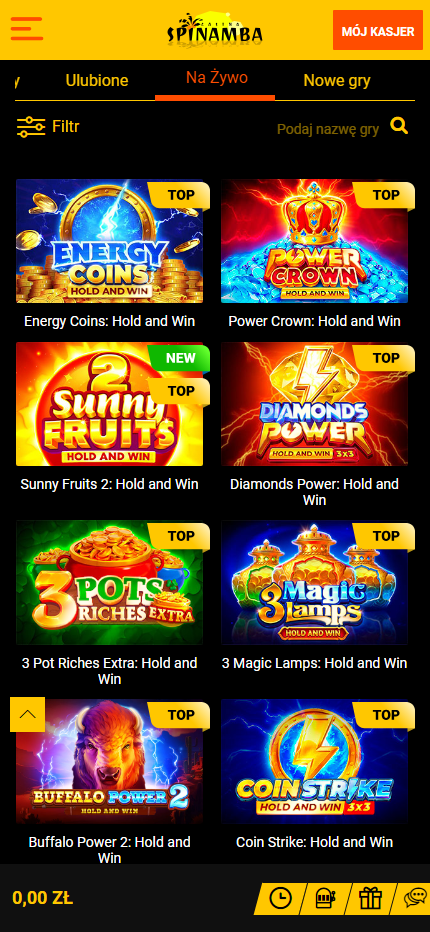 CASINO
SPINAMBA
MÓJ KASJER
y
Ulubione
Na Żywo
Nowe gry
Filtr
Podaj nazwę gry
TOP
ENERGY
COINS
HOLD AND WIN
Energy Coins: Hold and Win
TOP
POWER
CROWN
HOLD AND WIN
Power Crown: Hold and Win
NEW
TOP
2
Sunny
FRUITS
HOLD AND WIN
Sunny Fruits 2: Hold and Win
TOP
DIAMONDS
POWER
HOLD AND WIN 3X3
Diamonds Power: Hold and
Win
TOP
3 POTS
RICHES EXTRA
3 Pot Riches Extra: Hold and
Win
TOP
3 Magic
Lamps
HOLD AND WIN
3 Magic Lamps: Hold and Win
TOP
BUFFALO POWER 2
HOLD AND WIN
Buffalo Power 2: Hold and
Win
TOP
COIN STRIKE
HOLD AND WIN 3X3
Coin Strike: Hold and Win
0,00 ZŁ